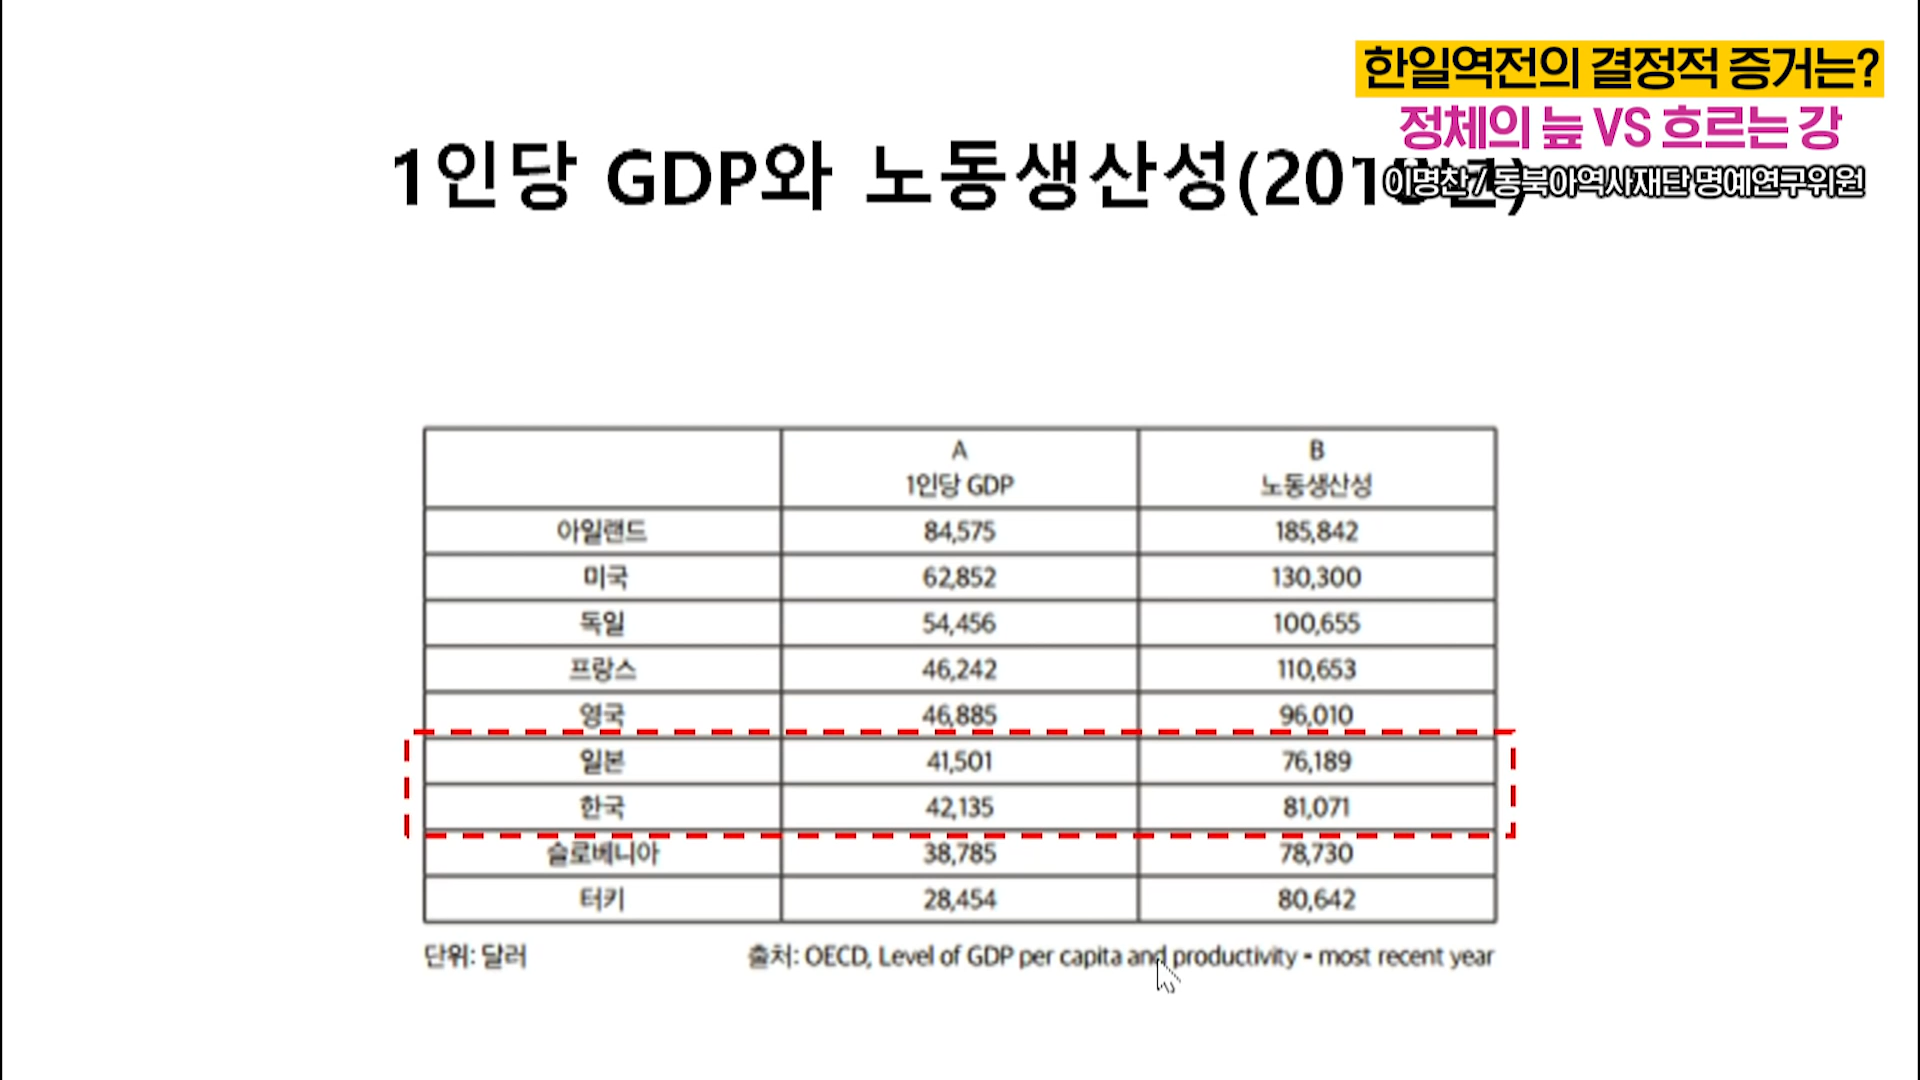 한일역전의 결정적 증거는?
정체의 늪 VS 흐르는 강
이명찬 / 동북아역사재단 명예연구위원
1인당 GDP와 노동생산성
A B
1인당 GDP 노동생산성
아일랜드 84,575 185,842
미국 62,852 130,300
독일 54,456 100,655
프랑스 46,242 110,653
영국 46,885 96,010
일본 41,501 76,189
한국 42,135 81,071
슬로베니아 38,785 78,730
터키 28,454 80,642
단위: 달러 출처: OECD, Level of GDP per capita and productivity - most recent year